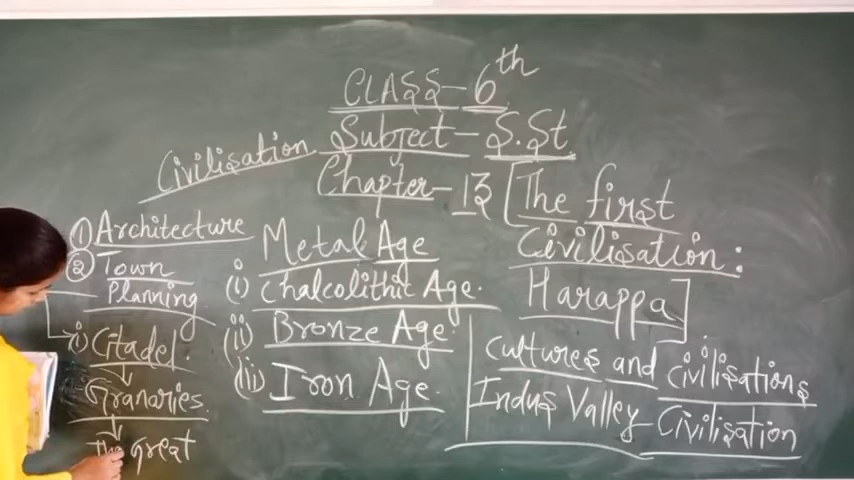 CLASS-6th
Subject-S.St
Civilisation
Chapter-13 [The first
Civilisation:
Harappa]
① Architecture
② Town
Planning
i) Citadel
Granaries
The great
Metal Age
(i) Chalcolithic Age.
(ii) Bronze Age
(iii) Iron Age
Cultures and civilisations
Indus Valley Civilisation